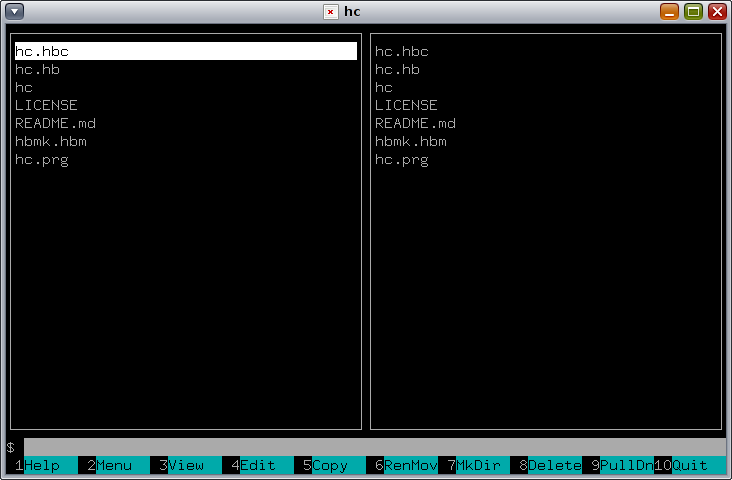 hc
hc.hbc
hc.hb
hc
LICENSE
README.md
hbmk.hbm
hc.prg
hc.hbc
hc.hb
hc
LICENSE
README.md
hbmk.hbm
hc.prg
$
1Help 2Menu 3View 4Edit 5Copy 6RenMov 7MkDir 8Delete 9PullDn 10Quit